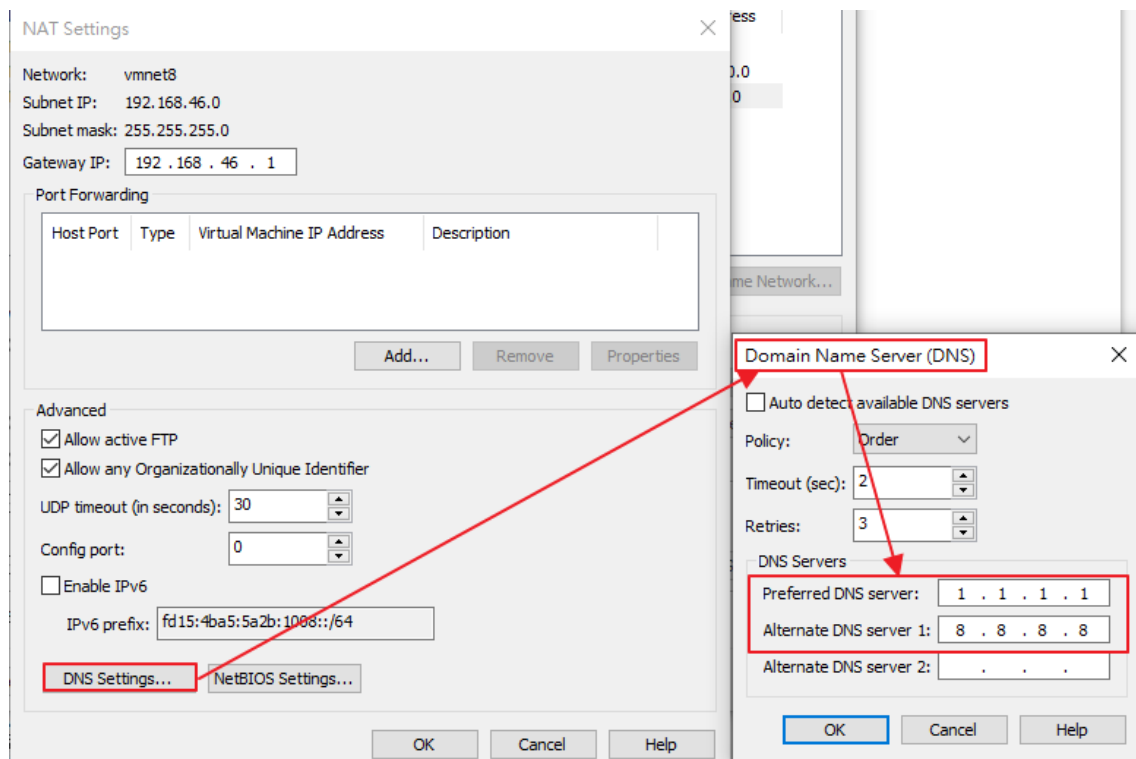 NAT Settings
Network: vmnet8
Subnet IP: 192.168.46.0
Subnet mask: 255.255.255.0
Gateway IP: 192 . 168 . 46 . 1
Port Forwarding
Host Port Type Virtual Machine IP Address Description
Add... Remove Properties
Advanced
Allow active FTP
Allow any Organizationally Unique Identifier
UDP timeout (in seconds): 30
Config port: 0
Enable IPv6
IPv6 prefix: fd15:4ba5:5a2b:1008::/64
DNS Settings... NetBIOS Settings...
OK Cancel Help
ess
0.0
0
me Network...
Domain Name Server (DNS)
Auto detect available DNS servers
Policy: Order
Timeout (sec): 2
Retries: 3
DNS Servers
Preferred DNS server: 1 . 1 . 1 . 1
Alternate DNS server 1: 8 . 8 . 8 . 8
Alternate DNS server 2: . . .
OK Cancel Help